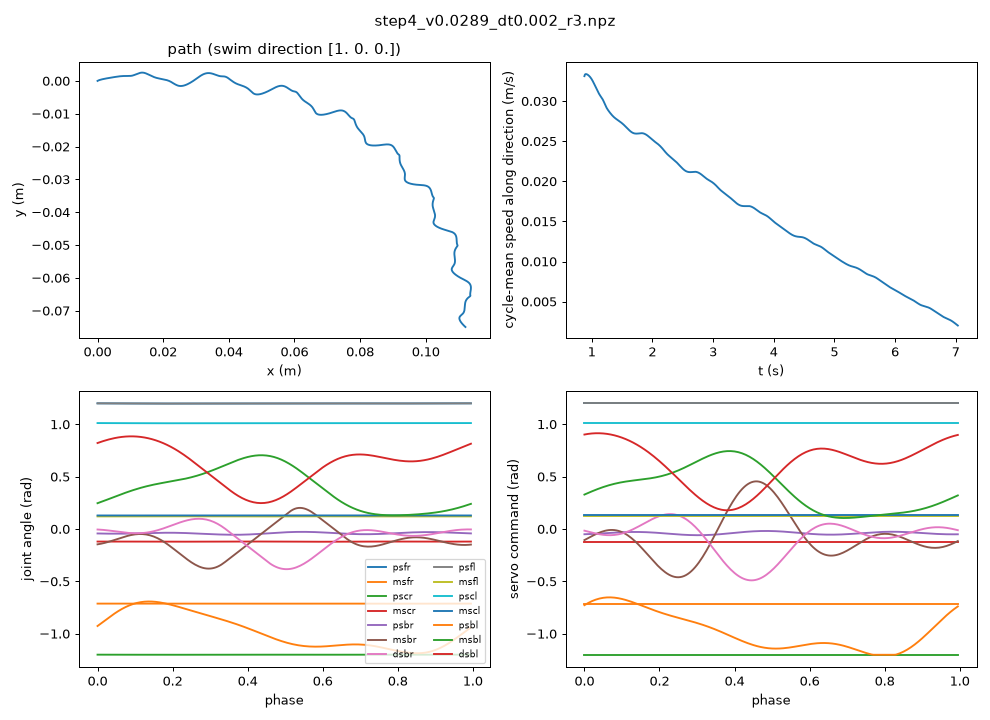 step4_v0.0289_dt0.002_r3.npz
path (swim direction [1. 0. 0.])
0.00
−0.01
−0.02
−0.03
−0.04
−0.05
−0.06
−0.07
y (m)
0.00 0.02 0.04 0.06 0.08 0.10
x (m)
cycle-mean speed along direction (m/s)
0.030
0.025
0.020
0.015
0.010
0.005
1 2 3 4 5 6 7
t (s)
joint angle (rad)
1.0
0.5
0.0
−0.5
−1.0
psfr psfl
msfr msfl
pscr pscl
mscr mscl
psbr psbl
msbr msbl
dsbr dsbl
0.0 0.2 0.4 0.6 0.8 1.0
phase
servo command (rad)
1.0
0.5
0.0
−0.5
−1.0
0.0 0.2 0.4 0.6 0.8 1.0
phase